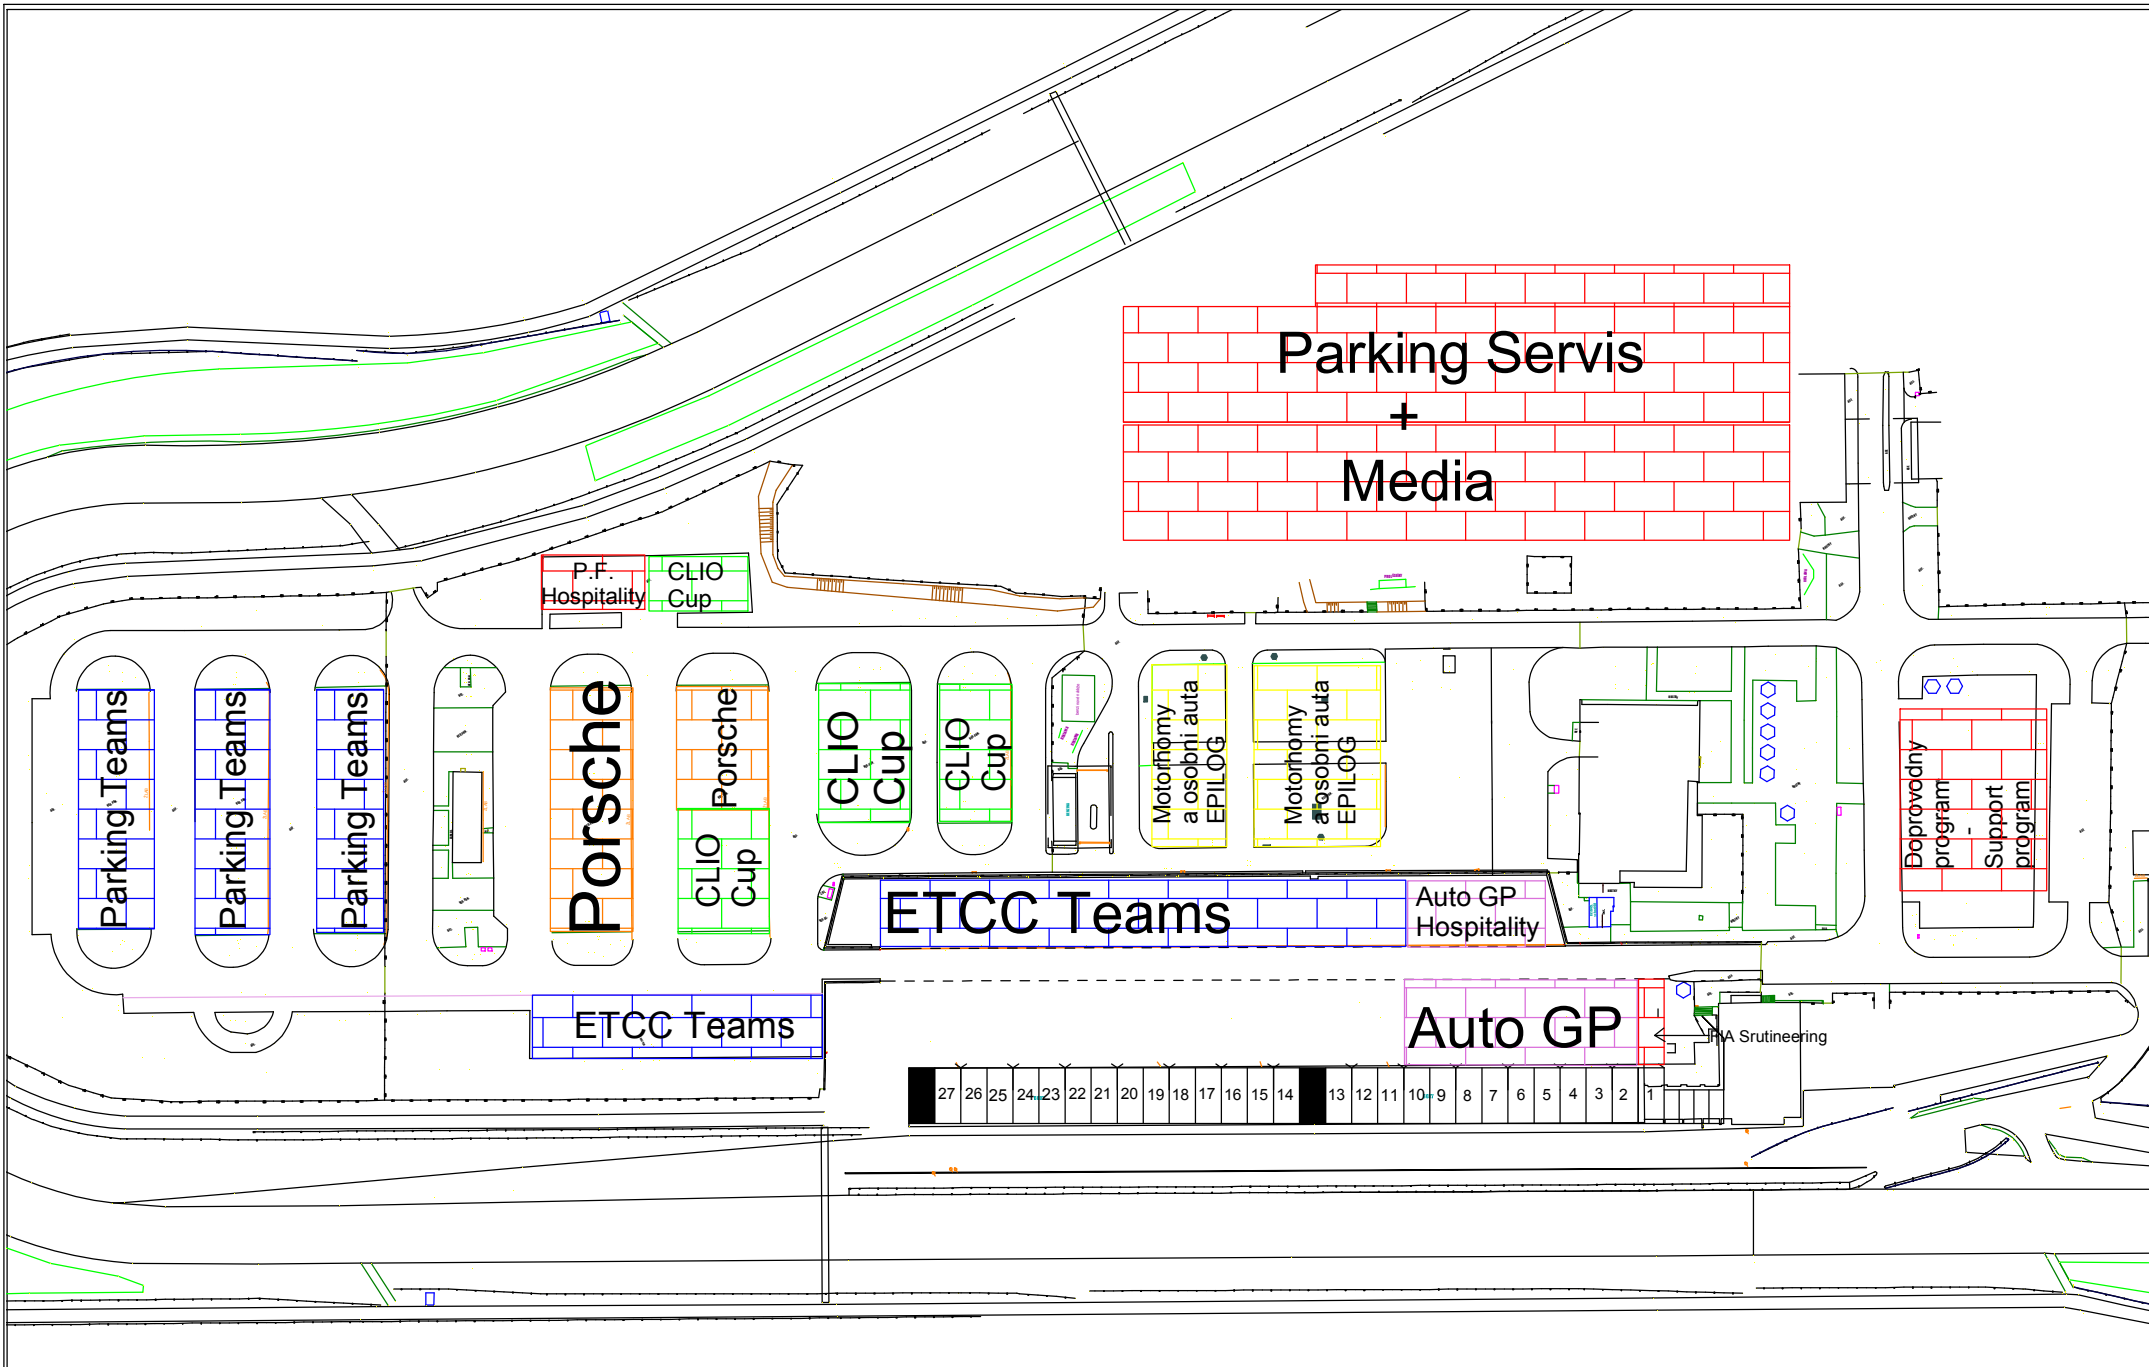 Parking Servis
+
Media
P.F.
Hospitality
CLIO
Cup
Parking Teams
Parking Teams
Parking Teams
Porsche
Porsche
CLIO
Cup
CLIO
Cup
CLIO
Cup
Motorhomy
a osobni auta
EPILOG
Motorhomy
a osobni auta
EPILOG
Doprovodny
program
-
Support
program
ETCC Teams
Auto GP
Hospitality
ETCC Teams
Auto GP
FIA Srutineering
27 26 25 24 23 22 21 20 19 18 17 16 15 14 13 12 11 10 9 8 7 6 5 4 3 2 1